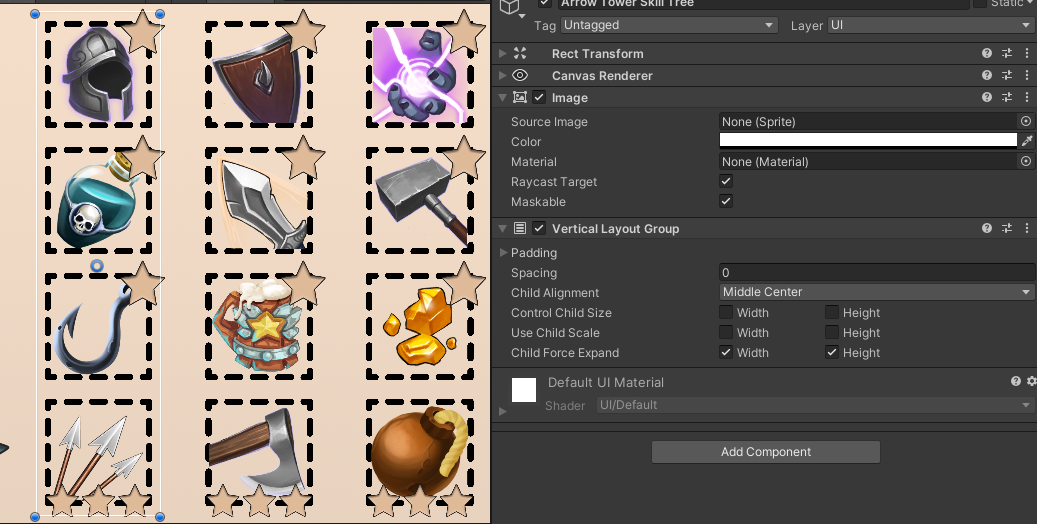 Arrow Tower Skill Tree
Static
Tag Untagged Layer UI
Rect Transform
Canvas Renderer
Image
Source Image None (Sprite)
Color
Material None (Material)
Raycast Target
Maskable
Vertical Layout Group
Padding
Spacing 0
Child Alignment Middle Center
Control Child Size Width Height
Use Child Scale Width Height
Child Force Expand Width Height
Default UI Material
Shader UI/Default
Add Component